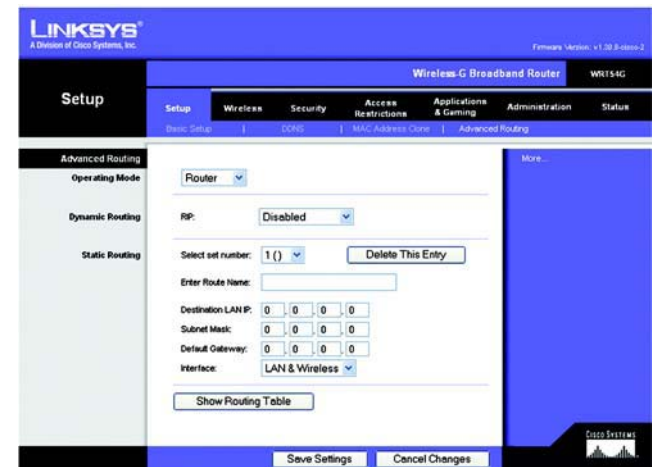 LINKSYS®
A Division of Cisco Systems, Inc.
Firmware Version: v1.30.0-cisco-2
Wireless-G Broadband Router WRT54G
Setup
Setup Wireless Security Access Restrictions Applications & Gaming Administration Status
Basic Setup | DDNS | MAC Address Clone | Advanced Routing
Advanced Routing
More...
Operating Mode Router
Dynamic Routing RIP: Disabled
Static Routing Select set number: 1 () Delete This Entry
Enter Route Name:
Destination LAN IP: 0 . 0 . 0 . 0
Subnet Mask: 0 . 0 . 0 . 0
Default Gateway: 0 . 0 . 0 . 0
Interface: LAN & Wireless
Show Routing Table
Save Settings Cancel Changes
CISCO SYSTEMS